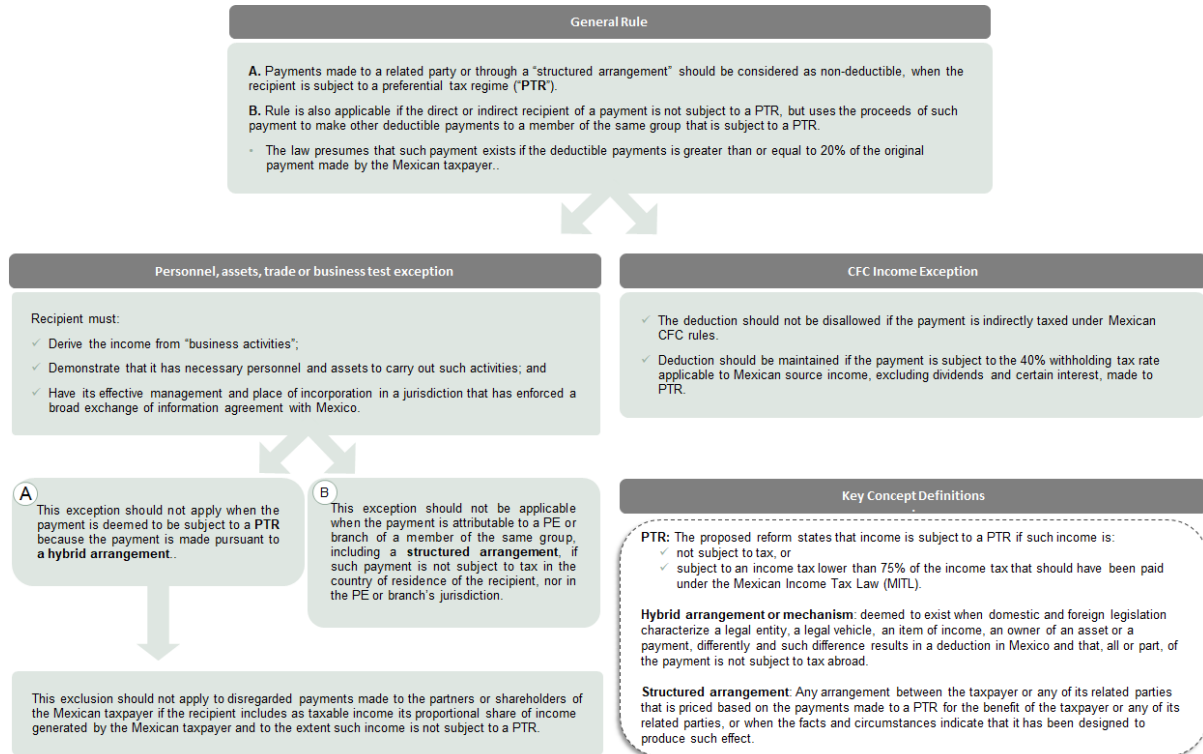 General Rule
A. Payments made to a related party or through a “structured arrangement” should be considered as non-deductible, when the
recipient is subject to a preferential tax regime (“PTR”).
B. Rule is also applicable if the direct or indirect recipient of a payment is not subject to a PTR, but uses the proceeds of such
payment to make other deductible payments to a member of the same group that is subject to a PTR.
- The law presumes that such payment exists if the deductible payments is greater than or equal to 20% of the original
payment made by the Mexican taxpayer..
Personnel, assets, trade or business test exception
Recipient must:
✓ Derive the income from “business activities”;
✓ Demonstrate that it has necessary personnel and assets to carry out such activities; and
✓ Have its effective management and place of incorporation in a jurisdiction that has enforced a
broad exchange of information agreement with Mexico.
CFC Income Exception
✓ The deduction should not be disallowed if the payment is indirectly taxed under Mexican
CFC rules.
✓ Deduction should be maintained if the payment is subject to the 40% withholding tax rate
applicable to Mexican source income, excluding dividends and certain interest, made to
PTR.
A
This exception should not apply when the
payment is deemed to be subject to a PTR
because the payment is made pursuant to
a hybrid arrangement..
B
This exception should not be applicable
when the payment is attributable to a PE or
branch of a member of the same group,
including a structured arrangement, if
such payment is not subject to tax in the
country of residence of the recipient, nor in
the PE or branch’s jurisdiction.
This exclusion should not apply to disregarded payments made to the partners or shareholders of
the Mexican taxpayer if the recipient includes as taxable income its proportional share of income
generated by the Mexican taxpayer and to the extent such income is not subject to a PTR.
Key Concept Definitions
.
PTR: The proposed reform states that income is subject to a PTR if such income is:
✓ not subject to tax, or
✓ subject to an income tax lower than 75% of the income tax that should have been paid
under the Mexican Income Tax Law (MITL).
Hybrid arrangement or mechanism: deemed to exist when domestic and foreign legislation
characterize a legal entity, a legal vehicle, an item of income, an owner of an asset or a
payment, differently and such difference results in a deduction in Mexico and that, all or part, of
the payment is not subject to tax abroad.
Structured arrangement: Any arrangement between the taxpayer or any of its related parties
that is priced based on the payments made to a PTR for the benefit of the taxpayer or any of its
related parties, or when the facts and circumstances indicate that it has been designed to
produce such effect.